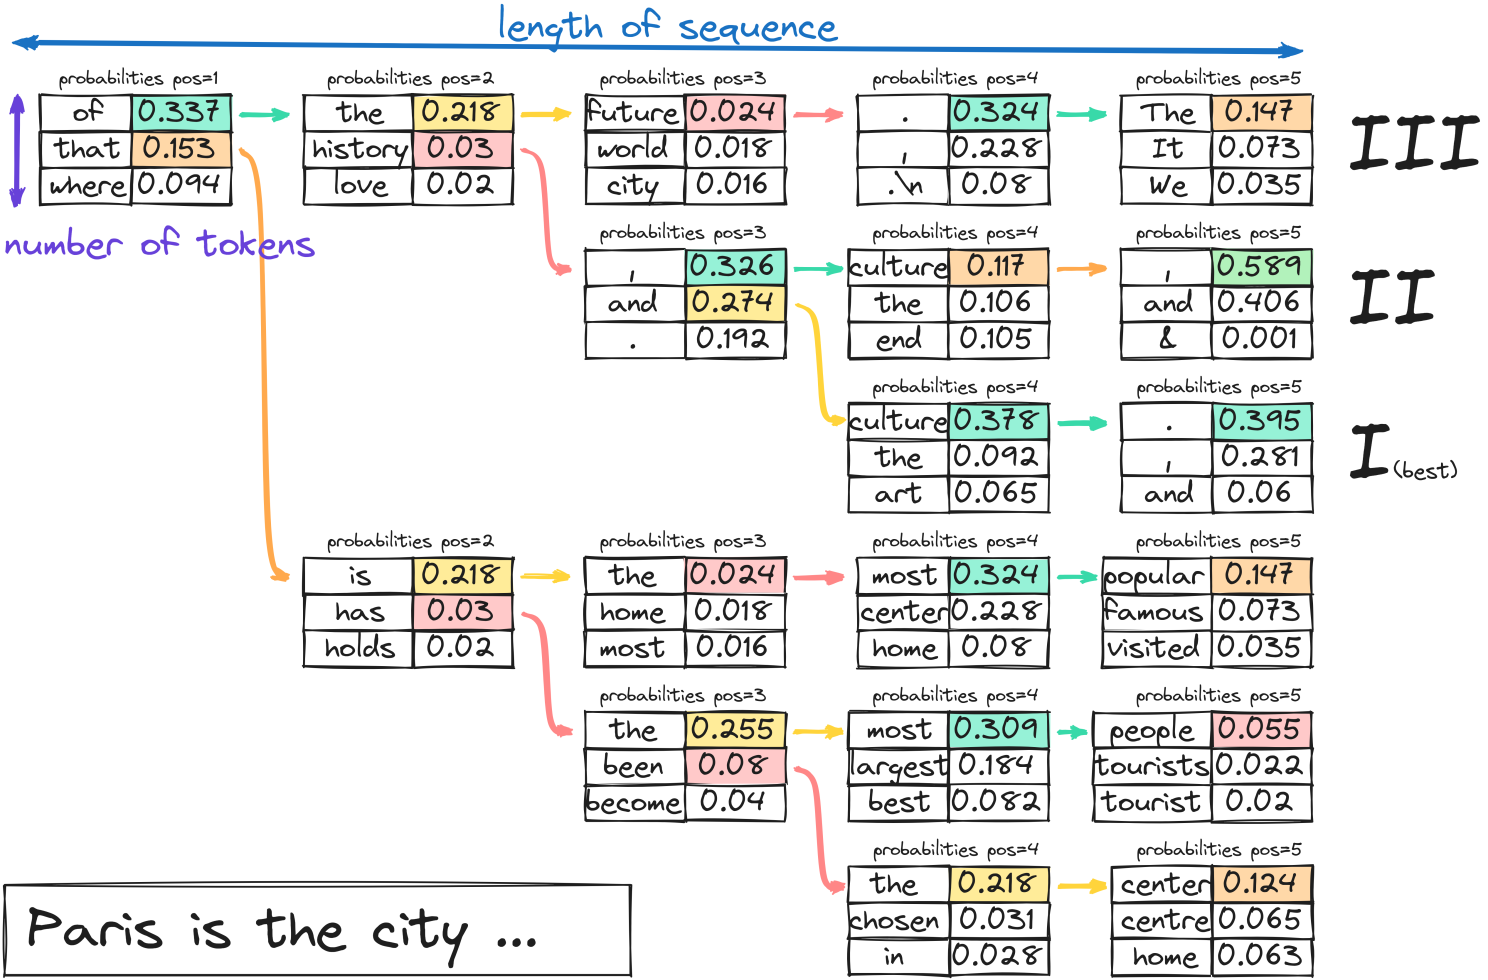 length of sequence
probabilities pos=1 probabilities pos=2 probabilities pos=3 probabilities pos=4 probabilities pos=5
of 0.337 the 0.218 future 0.024 . 0.324 The 0.147
that 0.153 history 0.03 world 0.018 , 0.228 It 0.073 III
where 0.094 love 0.02 city 0.016 .\n 0.08 We 0.035
number of tokens
probabilities pos=3 probabilities pos=4 probabilities pos=5
, 0.326 culture 0.117 , 0.589
and 0.274 the 0.106 and 0.406 II
. 0.192 end 0.105 & 0.001
probabilities pos=4 probabilities pos=5
culture 0.378 . 0.395
the 0.092 , 0.281 I (best)
art 0.065 and 0.06
probabilities pos=2 probabilities pos=3 probabilities pos=4 probabilities pos=5
is 0.218 the 0.024 most 0.324 popular 0.147
has 0.03 home 0.018 center 0.228 famous 0.073
holds 0.02 most 0.016 home 0.08 visited 0.035
probabilities pos=3 probabilities pos=4 probabilities pos=5
the 0.255 most 0.309 people 0.055
been 0.08 largest 0.184 tourists 0.022
become 0.04 best 0.082 tourist 0.02
probabilities pos=4 probabilities pos=5
the 0.218 center 0.124
chosen 0.031 centre 0.065
in 0.028 home 0.063
Paris is the city ...